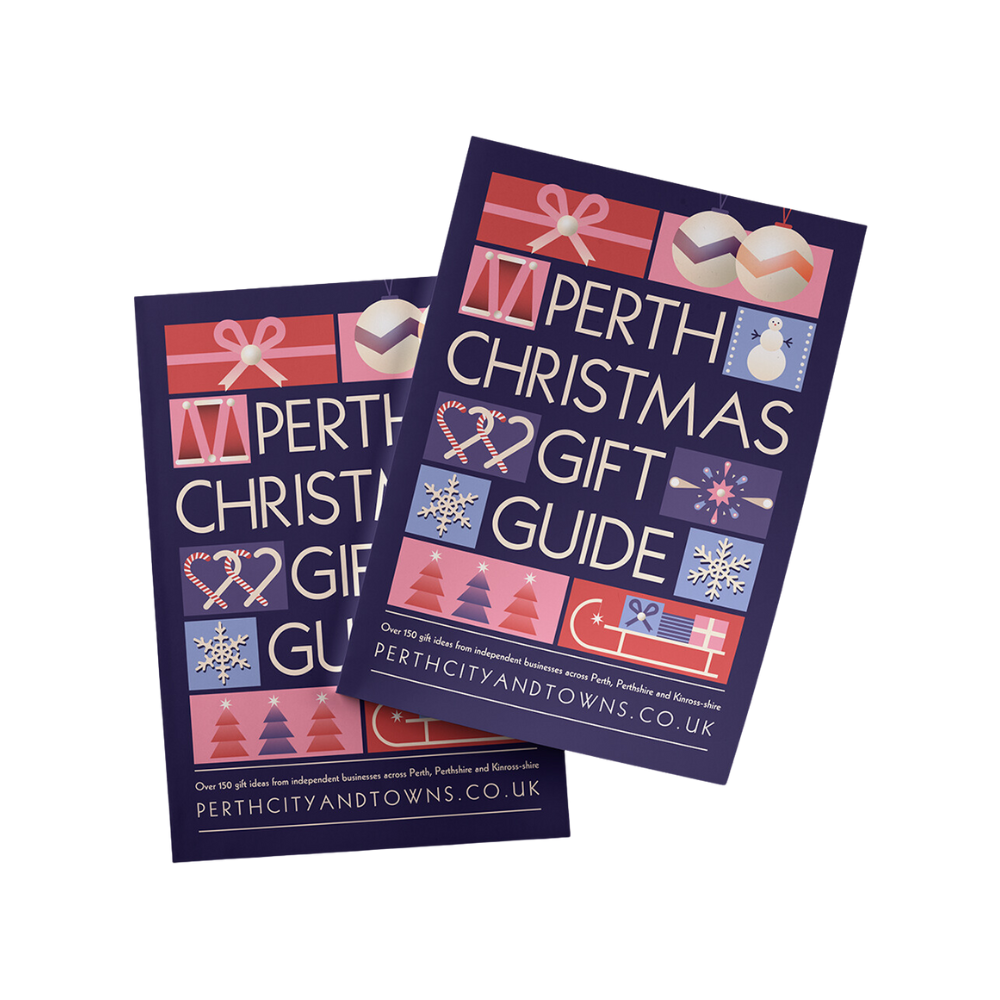 PERTH
CHRISTMAS
GIFT
GUIDE
Over 150 gift ideas from independent businesses across Perth, Perthshire and Kinross-shire
PERTHCITYANDTOWNS.CO.UK
PERTH
CHRISTM
GIF
GU
Over 150 gift ideas from independent businesses across Perth, Perthshire and Kinross-shire
PERTHCITYANDTOWNS.CO.UK